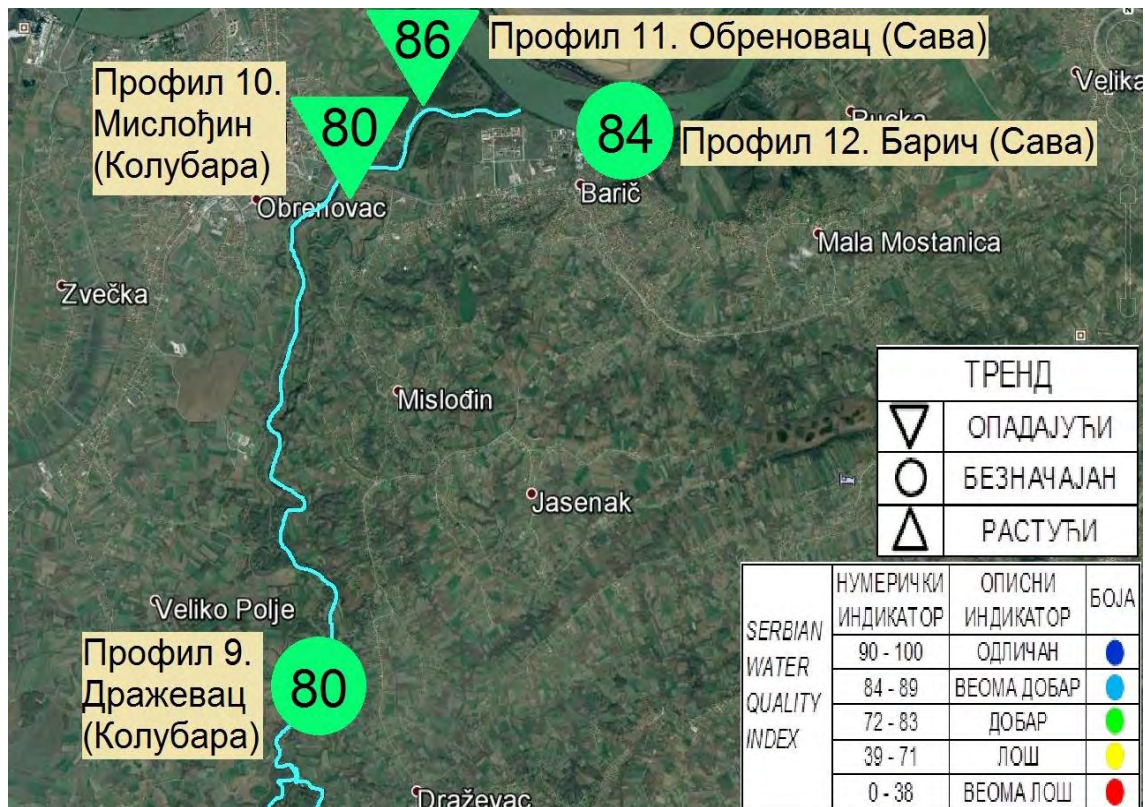 86
Профил 11. Обреновац (Сава)
Профил 10.
Мислођин
(Колубара)
80
84
Профил 12. Барич (Сава)
Velika
Obrenovac
Barič
Mala Mostanica
Zvečka
Mislođin
Jasenak
Veliko Polje
Профил 9.
Дражевац
(Колубара)
80
Draževac
ТРЕНД
ОПАДАЈУЋИ
БЕЗНАЧАЈАН
РАСТУЋИ
SERBIAN
WATER
QUALITY
INDEX
НУМЕРИЧКИ
ИНДИКАТОР
ОПИСНИ
ИНДИКАТОР
БОЈА
90 - 100
ОДЛИЧАН
84 - 89
ВЕОМА ДОБАР
72 - 83
ДОБАР
39 - 71
ЛОШ
0 - 38
ВЕОМА ЛОШ